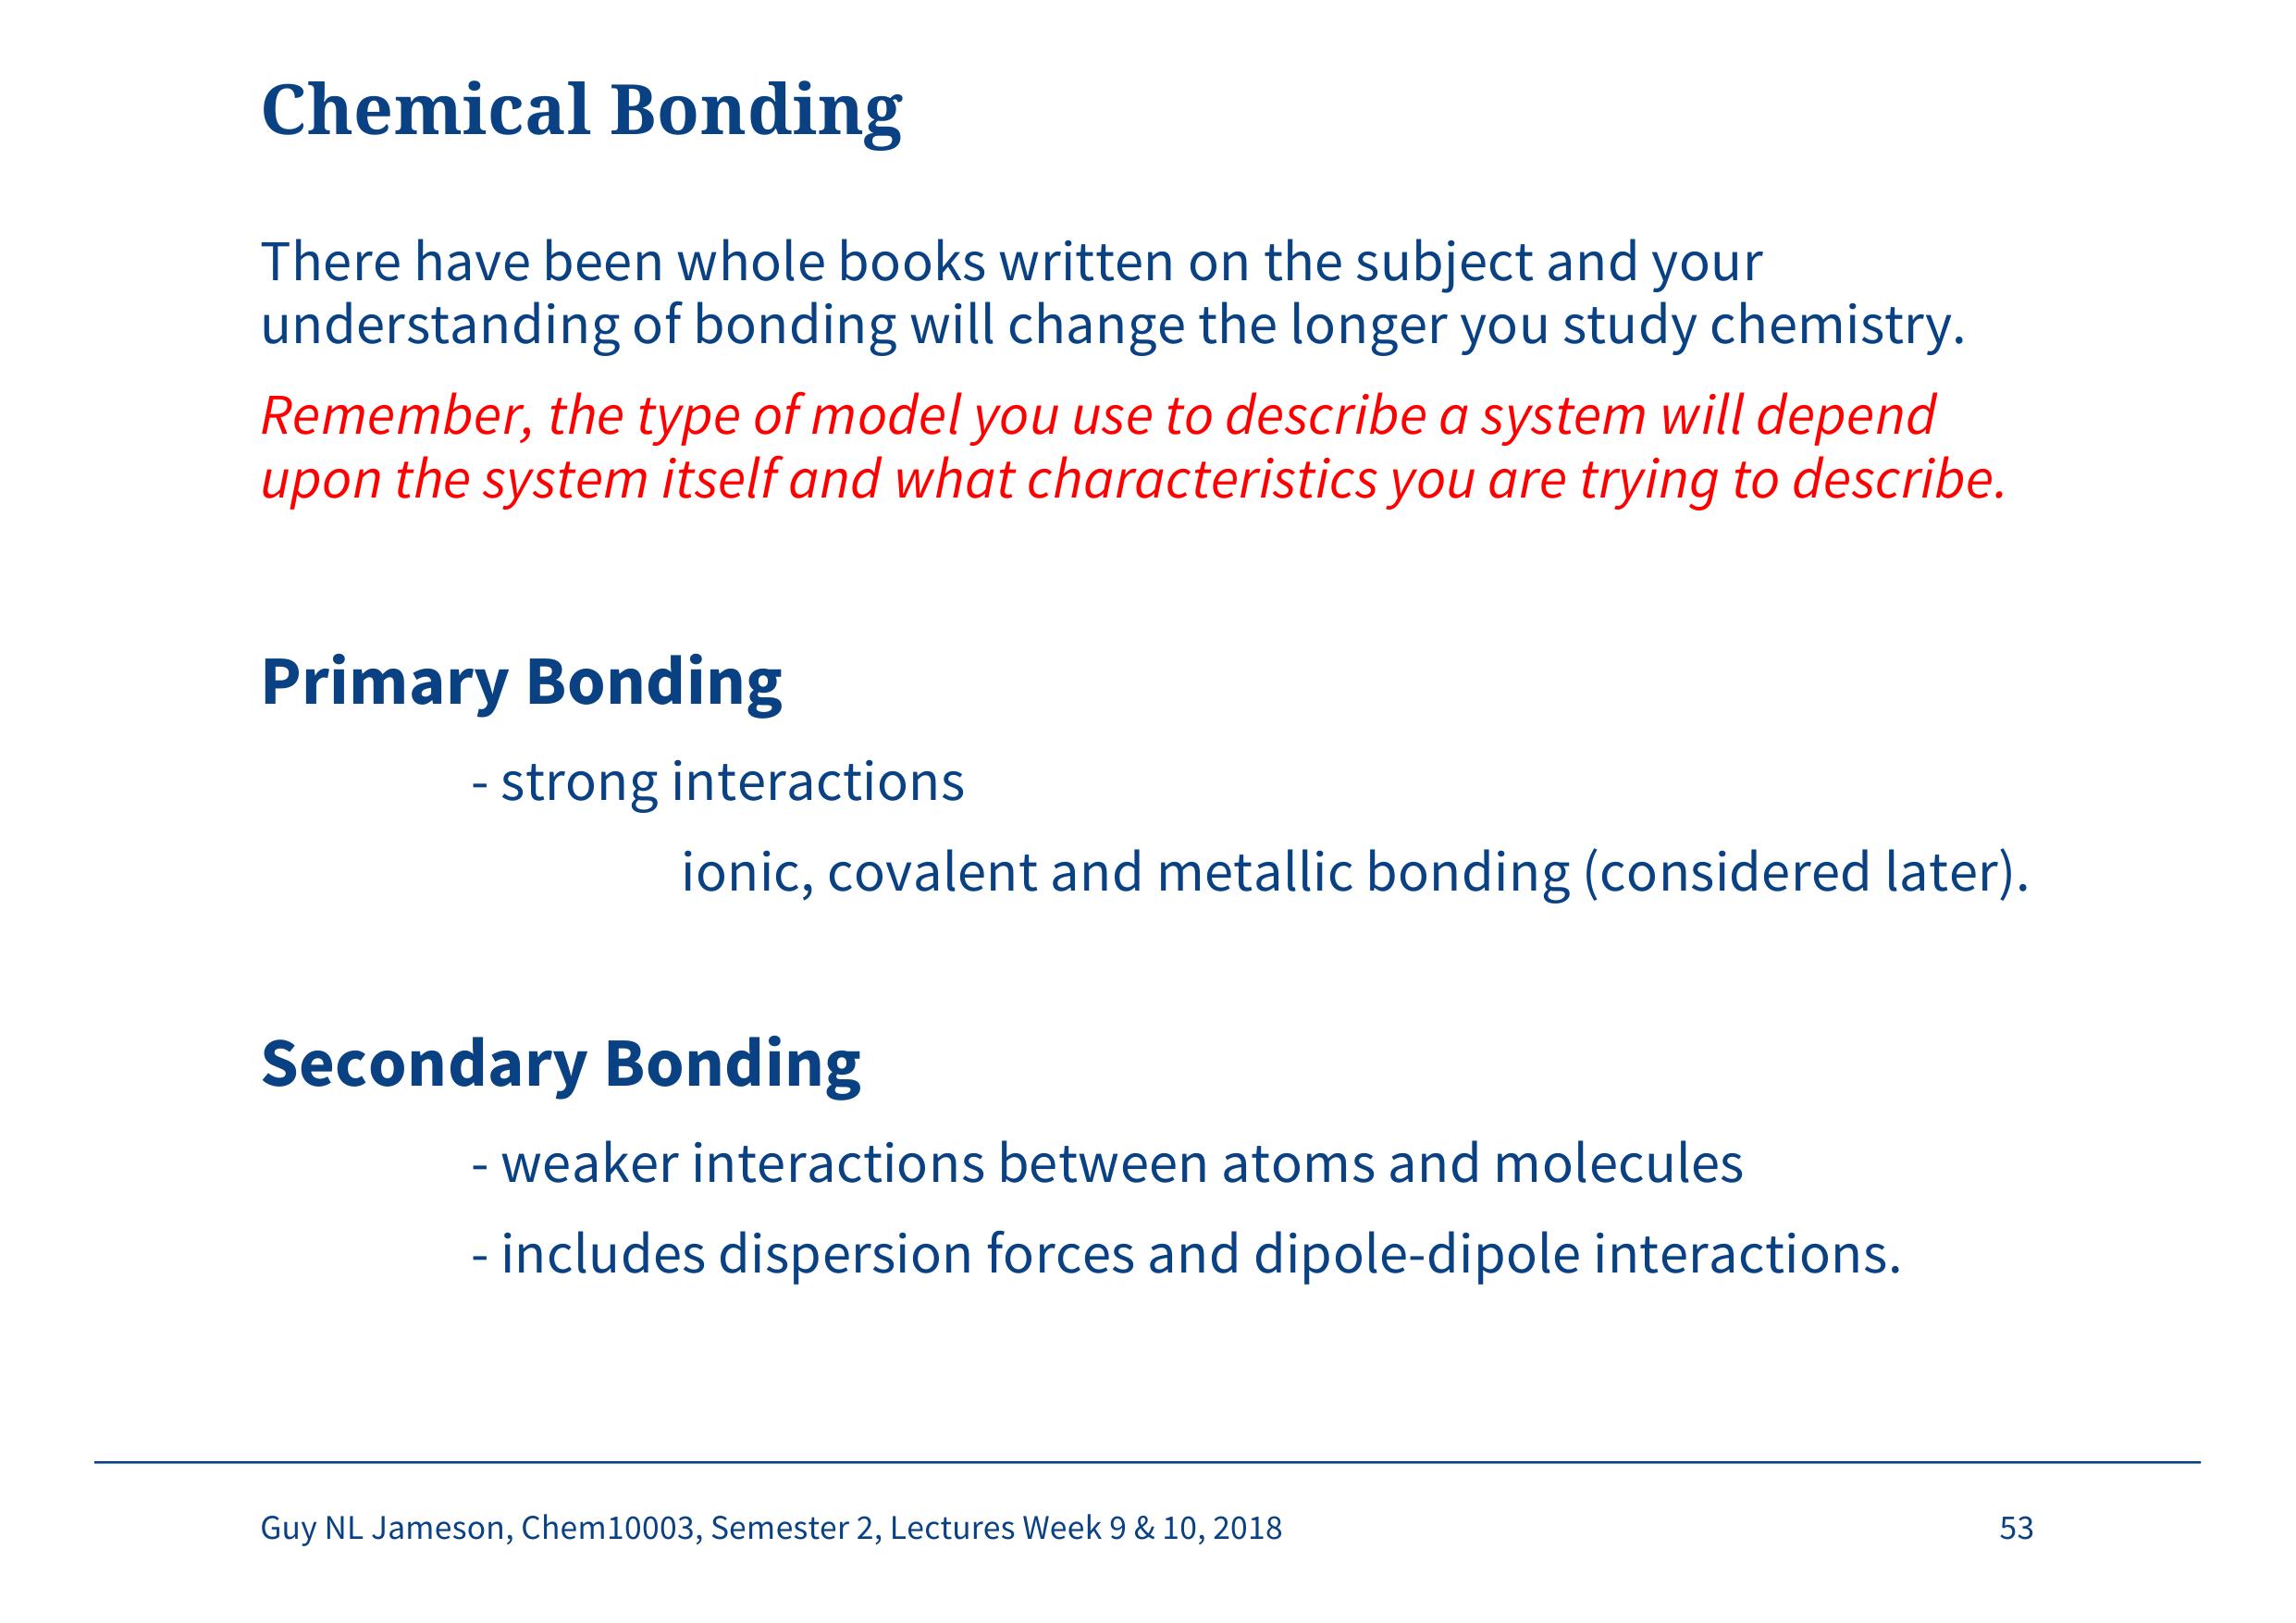 Chemical Bonding
There have been whole books written on the subject and your
understanding of bonding will change the longer you study chemistry.
Remember, the type of model you use to describe a system will depend
upon the system itself and what characteristics you are trying to describe.
Primary Bonding
- strong interactions
ionic, covalent and metallic bonding (considered later).
Secondary Bonding
- weaker interactions between atoms and molecules
- includes dispersion forces and dipole-dipole interactions.
Guy NL Jameson, Chem10003, Semester 2, Lectures Week 9 & 10, 2018 53